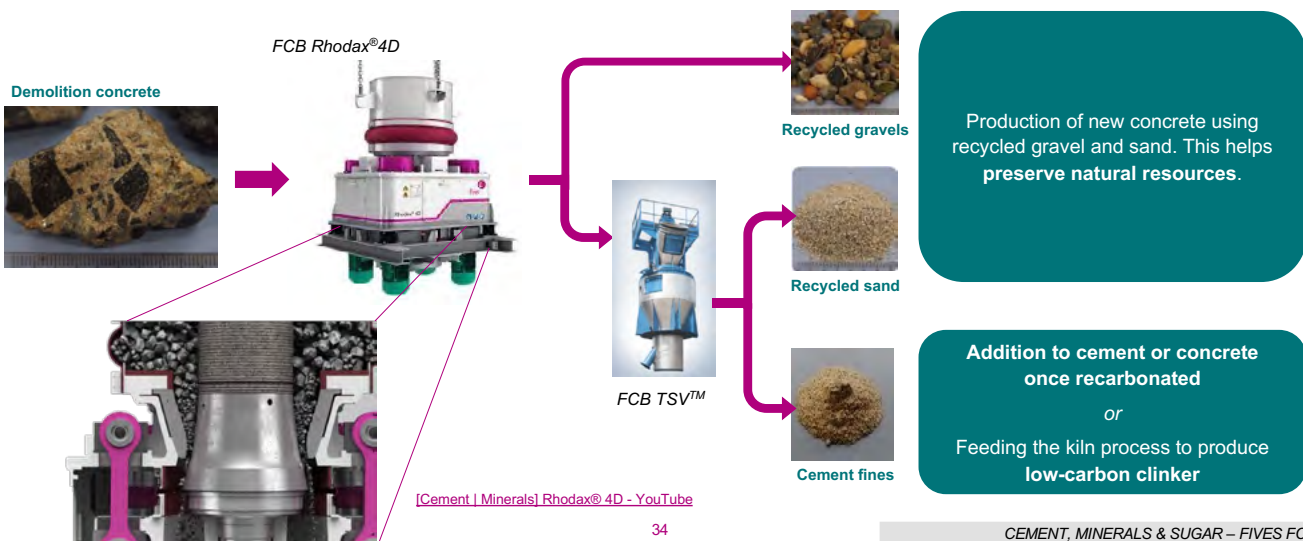 FCB Rhodax®4D
Demolition concrete
Recycled gravels
Production of new concrete using
recycled gravel and sand. This helps
preserve natural resources.
Recycled sand
FCB TSV™
Addition to cement or concrete
once recarbonated
or
Feeding the kiln process to produce
low-carbon clinker
Cement fines
[Cement | Minerals] Rhodax® 4D - YouTube
34
CEMENT, MINERALS & SUGAR – FIVES FO